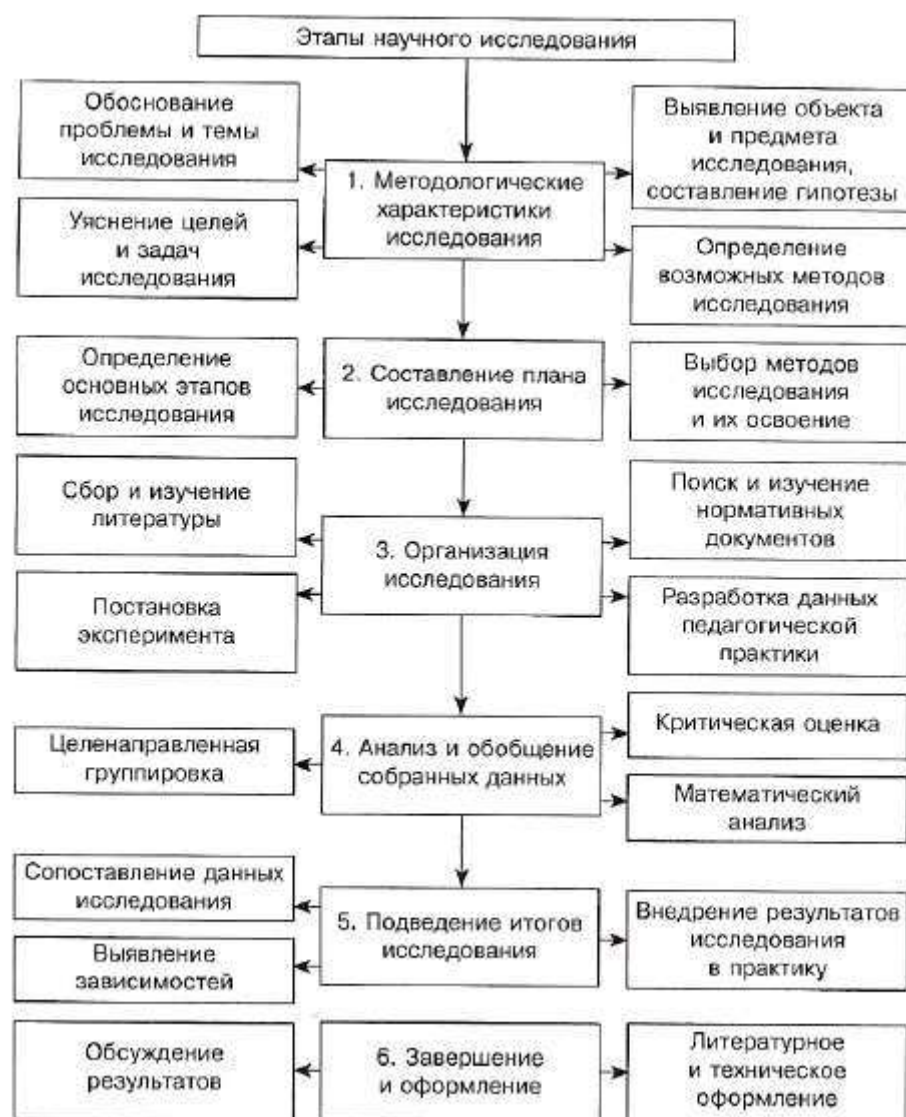 Этапы научного исследования
Обоснование
проблемы и темы
исследования
Выявление объекта
и предмета
исследования,
составление гипотезы
1. Методологические
характеристики
исследования
Уяснение целей
и задач
исследования
Определение
возможных методов
исследования
Определение
основных этапов
исследования
2. Составление плана
исследования
Выбор методов
исследования
и их освоение
Сбор и изучение
литературы
Поиск и изучение
нормативных
документов
3. Организация
исследования
Постановка
эксперимента
Разработка данных
педагогической
практики
Целенаправленная
группировка
4. Анализ и обобщение
собранных данных
Критическая оценка
Математический
анализ
Сопоставление данных
исследования
5. Подведение итогов
исследования
Внедрение результатов
исследования
в практику
Выявление
зависимостей
Обсуждение
результатов
6. Завершение
и оформление
Литературное
и техническое
оформление